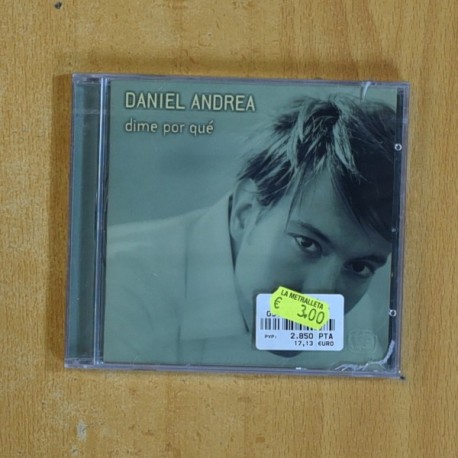 DANIEL ANDREA
dime por qué
LA METRALLETA
€ 3.00
PVP: 2.850 PTA
17,13 EURO